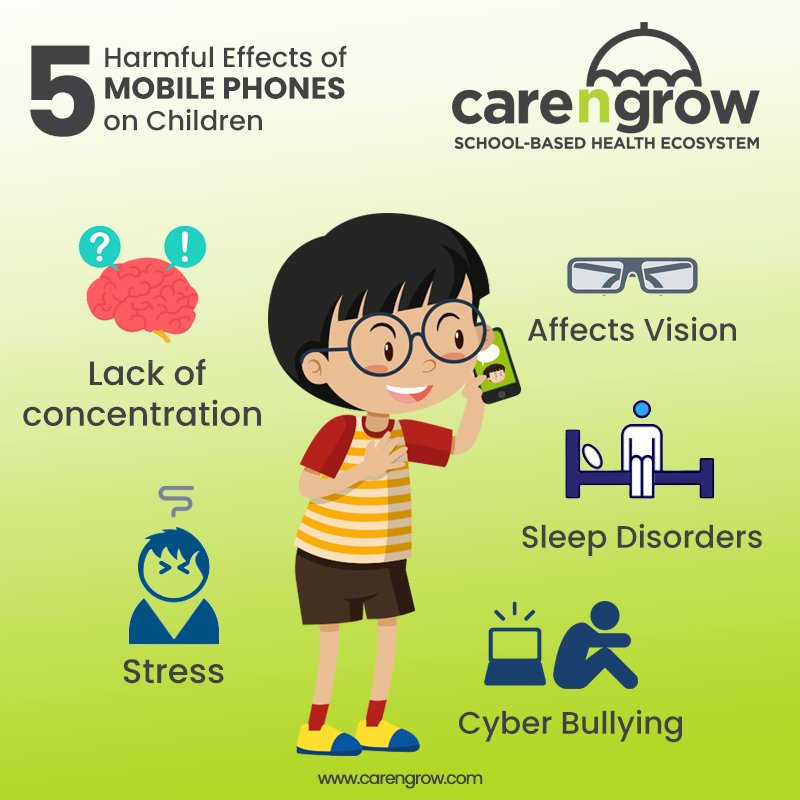 5 Harmful Effects of
MOBILE PHONES
on Children
carengrow
SCHOOL-BASED HEALTH ECOSYSTEM
? !
Lack of
concentration
Affects Vision
Sleep Disorders
Stress
Cyber Bullying
www.carengrow.com